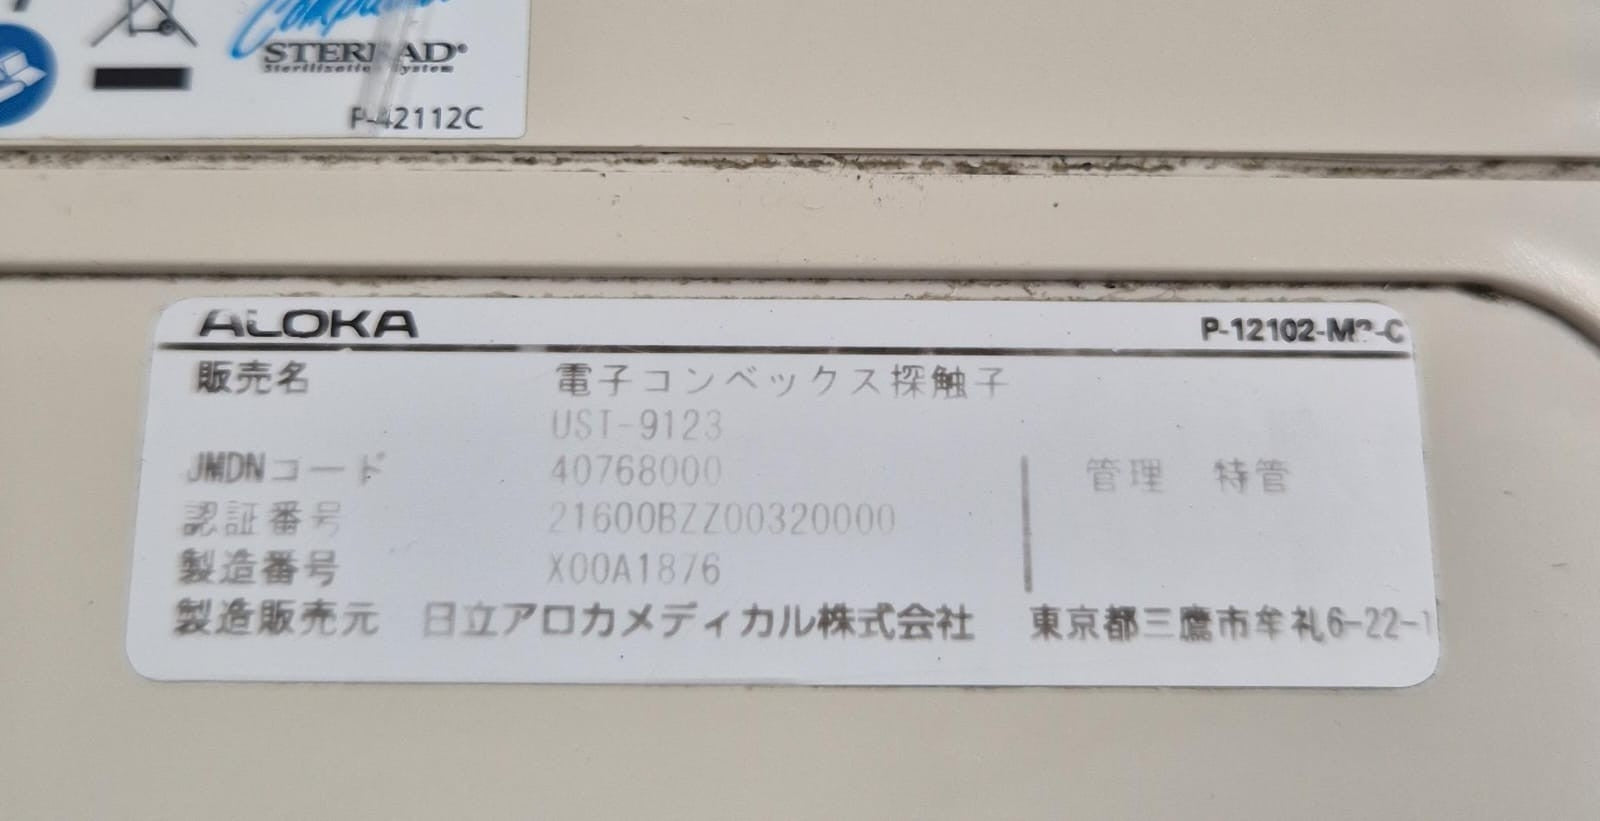 STERRAD®
Sterilization System
P-42112C
ALOKA
販売名 電子コンベックス探触子
UST-9123
JMDNコード 40768000 管理 特管
認証番号 21600BZZ00320000
製造番号 X00A1876
製造販売元 日立アロカメディカル株式会社 東京都三鷹市牟礼6-22-1